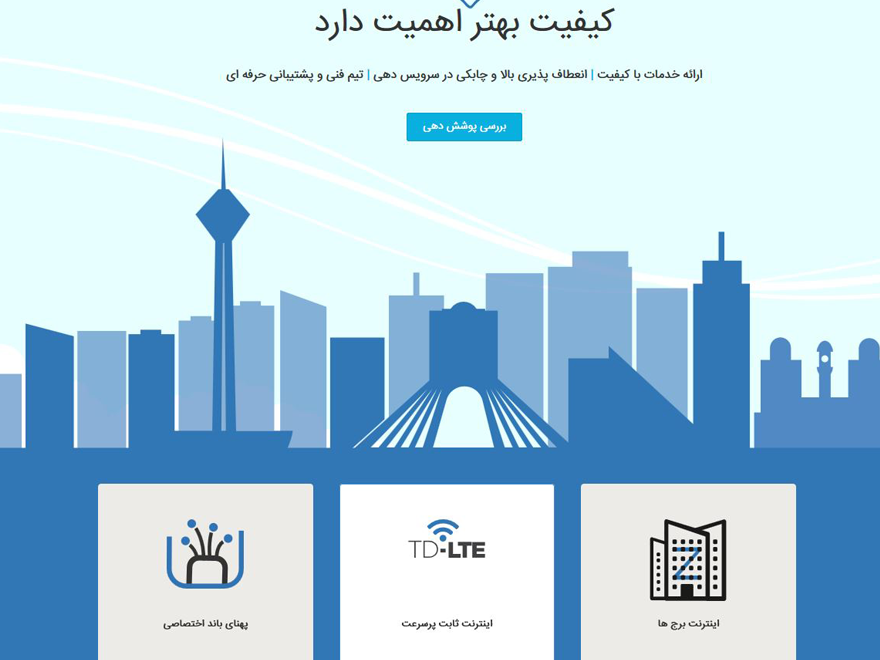 کیفیت بهتر اهمیت دارد
ارائه خدمات با کیفیت | انعطاف پذیری بالا و چابکی در سرویس دهی | تیم فنی و پشتیبانی حرفه ای
بررسی پوشش دهی
TD-LTE
اینترنت برج ها
اینترنت ثابت پرسرعت
پهنای باند اختصاصی